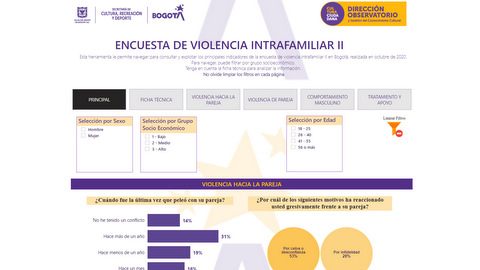 SECRETARÍA DE
CULTURA, RECREACIÓN
Y DEPORTE
BOGOTÁ
DIRECCIÓN
OBSERVATORIO
y Gestión del Conocimiento Cultural
ENCUESTA DE VIOLENCIA INTRAFAMILIAR II
Esta herramienta le permite navegar para consultar y explorar los principales indicadores de la encuesta de violencia intrafamiliar II en Bogotá, realizada en octubre de 2020.
Para navegar, puede filtrar por grupo socioeconómico.
Tenga en cuenta la ficha técnica para analizar la información.
No olvide limpiar los filtros en cada página
PRINCIPAL
FICHA TÉCNICA
VIOLENCIA HACIA LA
PAREJA
VIOLENCIA DE PAREJA
COMPORTAMIENTO
MASCULINO
TRATAMIENTO Y
APOYO
Selección por Sexo
Hombre
Mujer
Selección por Grupo
Socio Económico
1 - Bajo
2 - Medio
3 - Alto
Selección por Edad
18 - 25
26 - 40
41 - 55
56 o más
Limpiar Filtros
VIOLENCIA HACIA LA PAREJA
¿Cuándo fue la última vez que peleó con su pareja?
No he tenido un conflicto
14%
Hace más de un año
31%
Hace menos de un año
19%
Hace un mes
16%
¿Por cuál de los siguientes motivos ha reaccionado
usted gresivamente frente a su pareja?
Por celos o
desconfianza
53%
Por infidelidad
28%